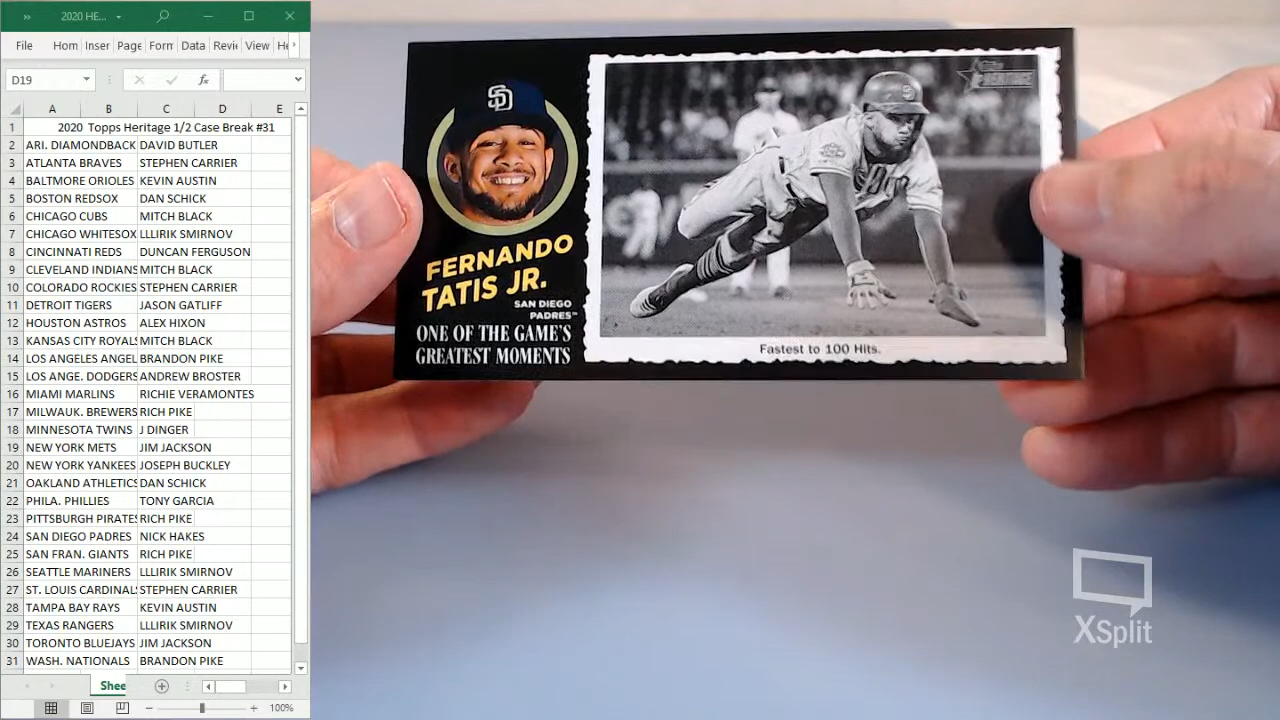 2020 HE...
File Hom Inser Page Forn Data Revi View He
D19
fx
A B C D E
1 2020 Topps Heritage 1/2 Case Break #31
2 ARI. DIAMONDBACK DAVID BUTLER
3 ATLANTA BRAVES STEPHEN CARRIER
4 BALTMORE ORIOLES KEVIN AUSTIN
5 BOSTON REDSOX DAN SCHICK
6 CHICAGO CUBS MITCH BLACK
7 CHICAGO WHITESOX LLLIRIK SMIRNOV
8 CINCINNATI REDS DUNCAN FERGUSON
9 CLEVELAND INDIANS MITCH BLACK
10 COLORADO ROCKIES STEPHEN CARRIER
11 DETROIT TIGERS JASON GATLIFF
12 HOUSTON ASTROS ALEX HIXON
13 KANSAS CITY ROYALS MITCH BLACK
14 LOS ANGELES ANGEL BRANDON PIKE
15 LOS ANGE. DODGERS ANDREW BROSTER
16 MIAMI MARLINS RICHIE VERAMONTES
17 MILWAUK. BREWERS RICH PIKE
18 MINNESOTA TWINS J DINGER
19 NEW YORK METS JIM JACKSON
20 NEW YORK YANKEES JOSEPH BUCKLEY
21 OAKLAND ATHLETICS DAN SCHICK
22 PHILA. PHILLIES TONY GARCIA
23 PITTSBURGH PIRATES RICH PIKE
24 SAN DIEGO PADRES NICK HAKES
25 SAN FRAN. GIANTS RICH PIKE
26 SEATTLE MARINERS LLLIRIK SMIRNOV
27 ST. LOUIS CARDINALS STEPHEN CARRIER
28 TAMPA BAY RAYS KEVIN AUSTIN
29 TEXAS RANGERS LLLIRIK SMIRNOV
30 TORONTO BLUEJAYS JIM JACKSON
31 WASH. NATIONALS BRANDON PIKE
Shee
100%
SD
FERNANDO
TATIS JR.
SAN DIEGO
PADRES™
ONE OF THE GAME'S
GREATEST MOMENTS
Topps
HERITAGE
SD
Fastest to 100 Hits.
XSplit